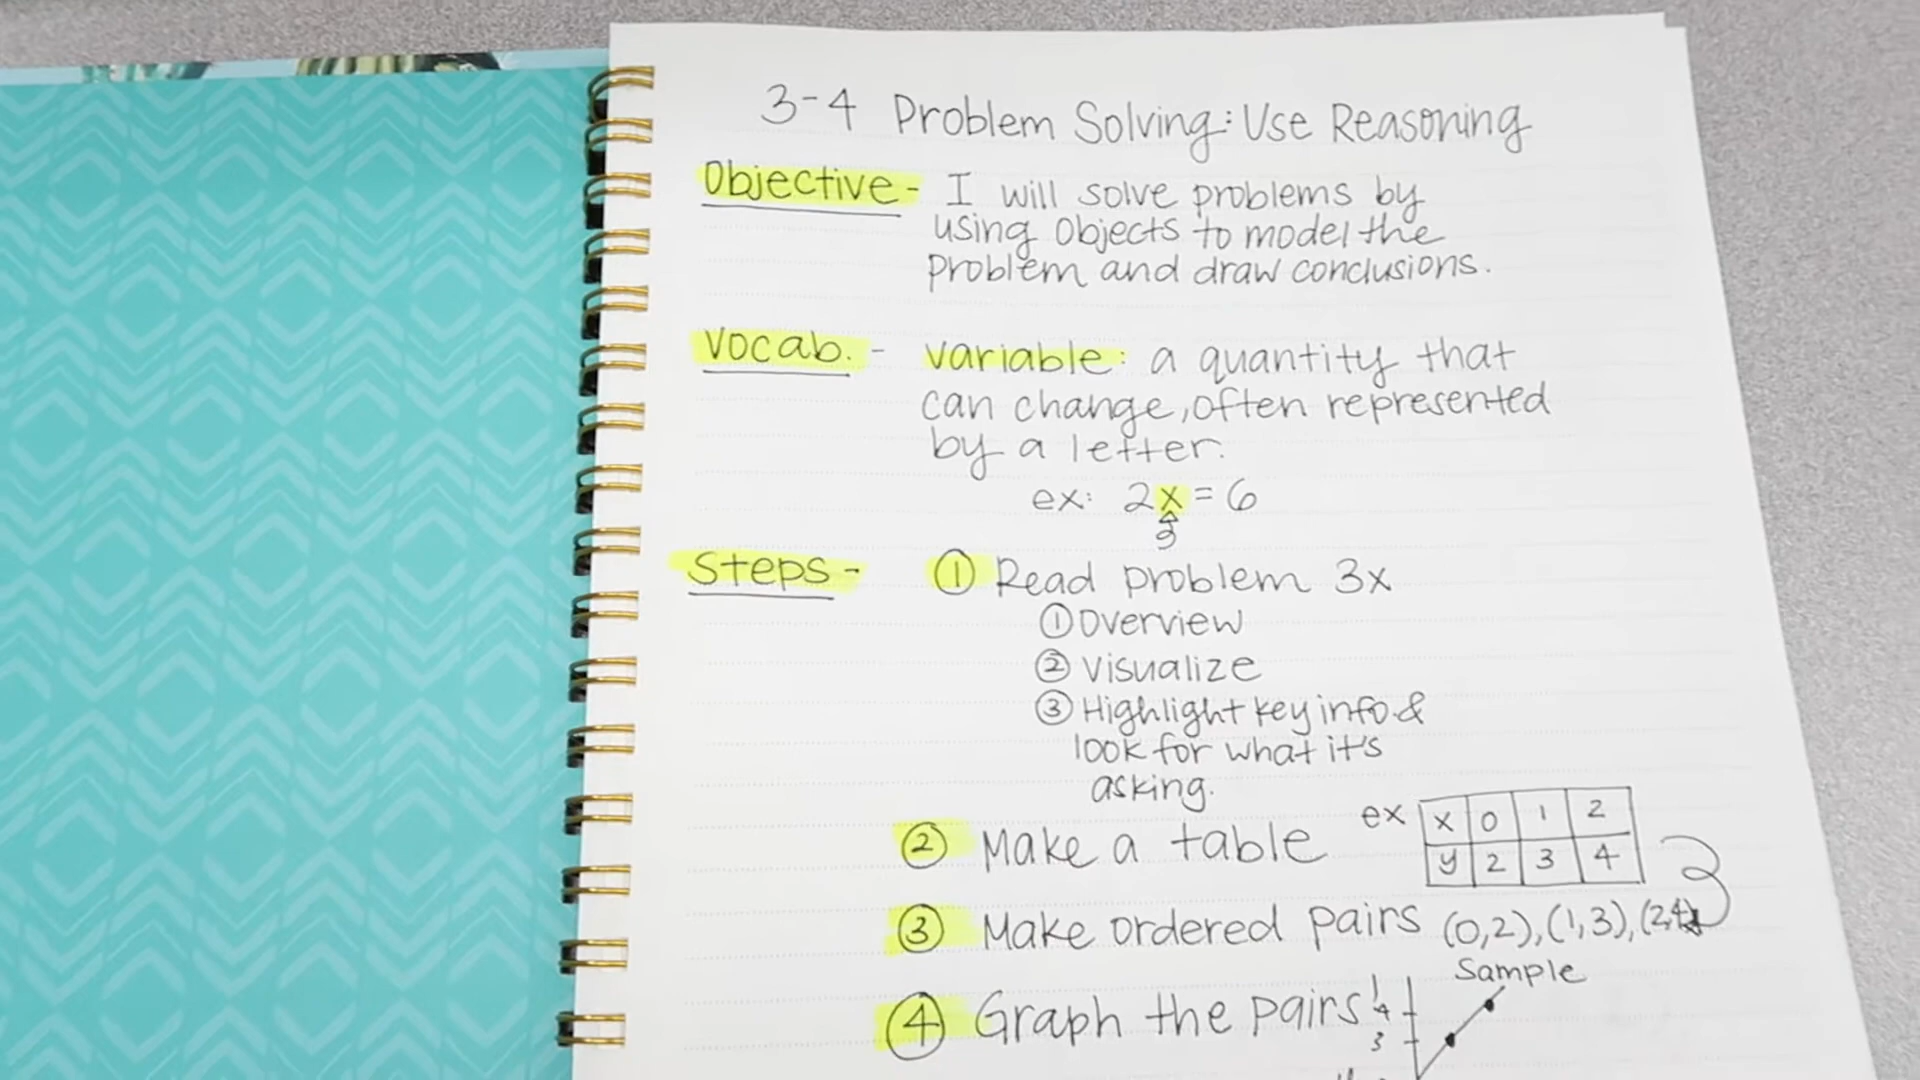 3-4 Problem Solving: Use Reasoning
Objective - I will solve problems by
using objects to model the
problem and draw conclusions.
Vocab. - variable: a quantity that
can change, often represented
by a letter.
ex: 2x = 6
3
Steps - ① Read problem 3x
① Overview
② Visualize
③ Highlight key info. &
look for what it's
asking.
② Make a table ex
x 0 1 2
y 2 3 4
③ Make ordered pairs (0,2), (1,3), (2,4)
Sample
④ Graph the pairs
4
3